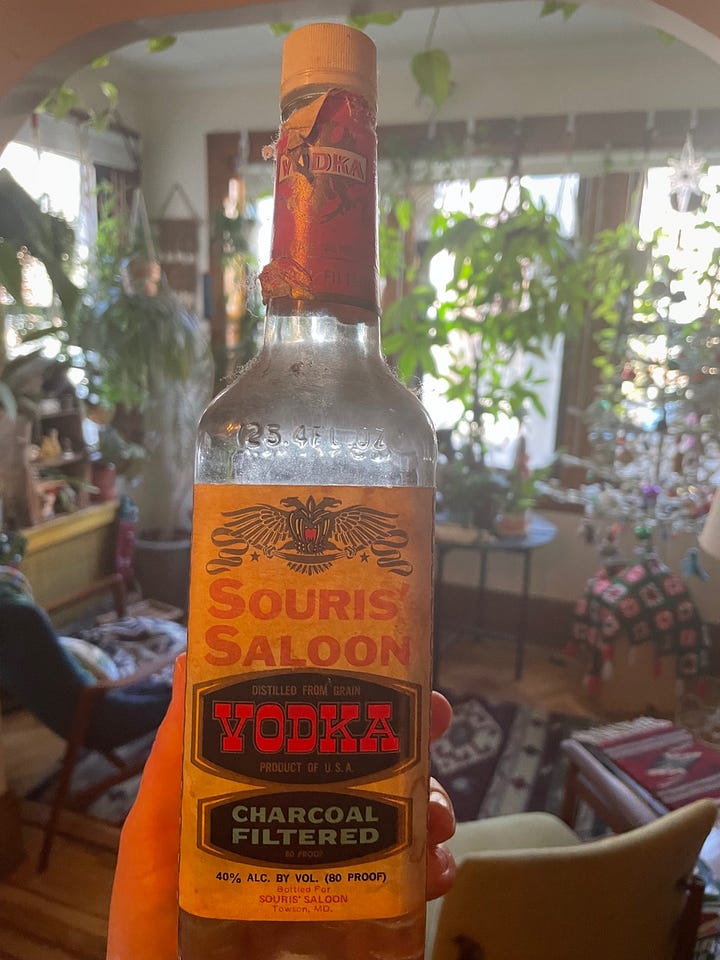 VODKA
25.4 FL OZ
SOURIS'
SALOON
DISTILLED FROM GRAIN
VODKA
PRODUCT OF U.S.A.
CHARCOAL
FILTERED
80 PROOF
40% ALC. BY VOL. (80 PROOF)
Bottled For
SOURIS' SALOON
Towson, MD.